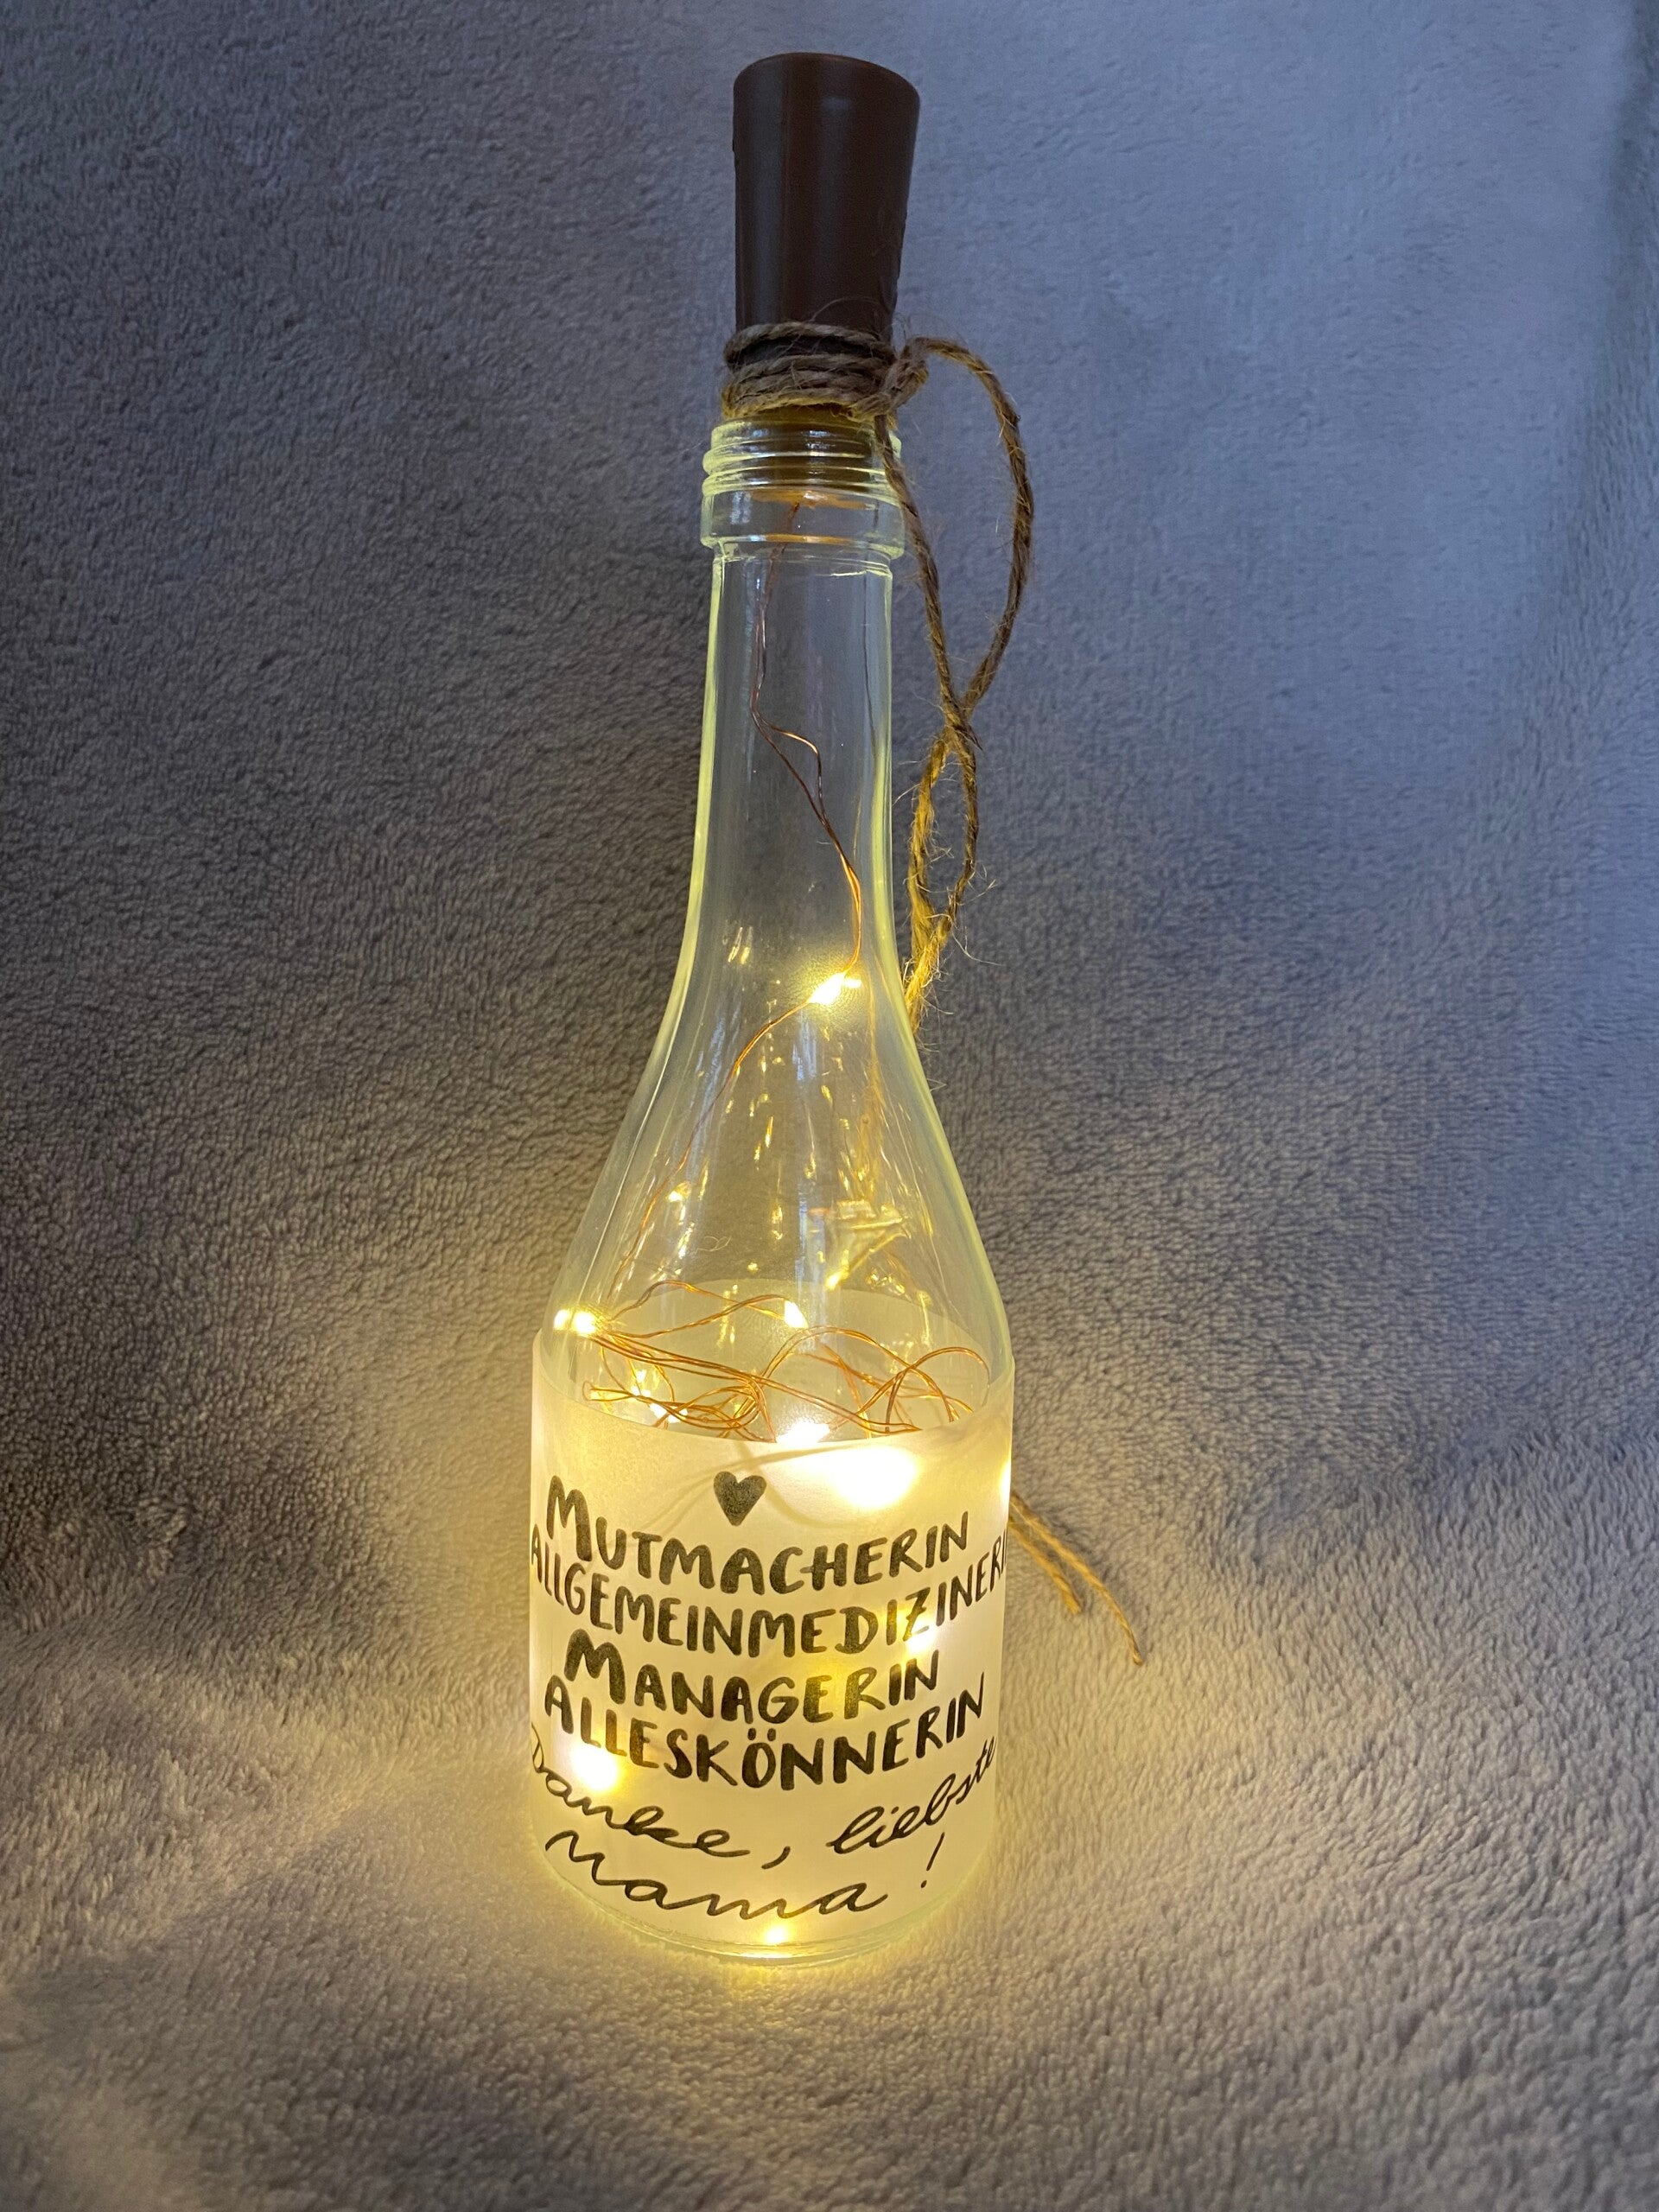 MUTMACHERIN
ALLGEMEINMEDIZINERIN
MANAGERIN
ALLESKÖNNERIN
Danke, liebste
Mama!